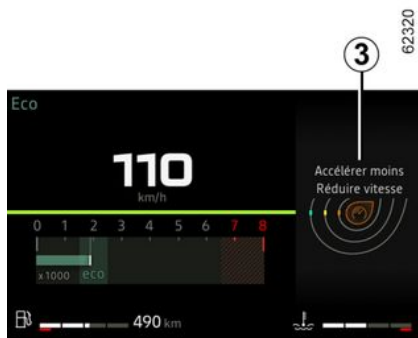 62320
3
Eco
110
km/h
Accélérer moins
Réduire vitesse
0 1 2 3 4 5 6 7 8
x1000 eco
490 km